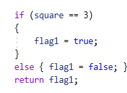 if (square == 3)
{
    flag1 = true;
}
else { flag1 = false; }
return flag1;